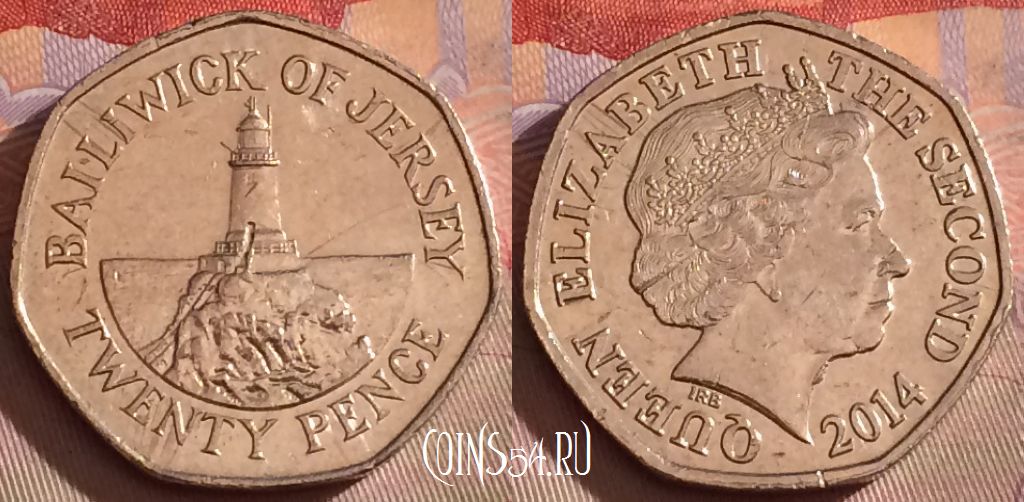 BAILIWICK OF JERSEY
TWENTY PENCE
QUEEN ELIZABETH THE SECOND
2014
IRB
COINS54.RU